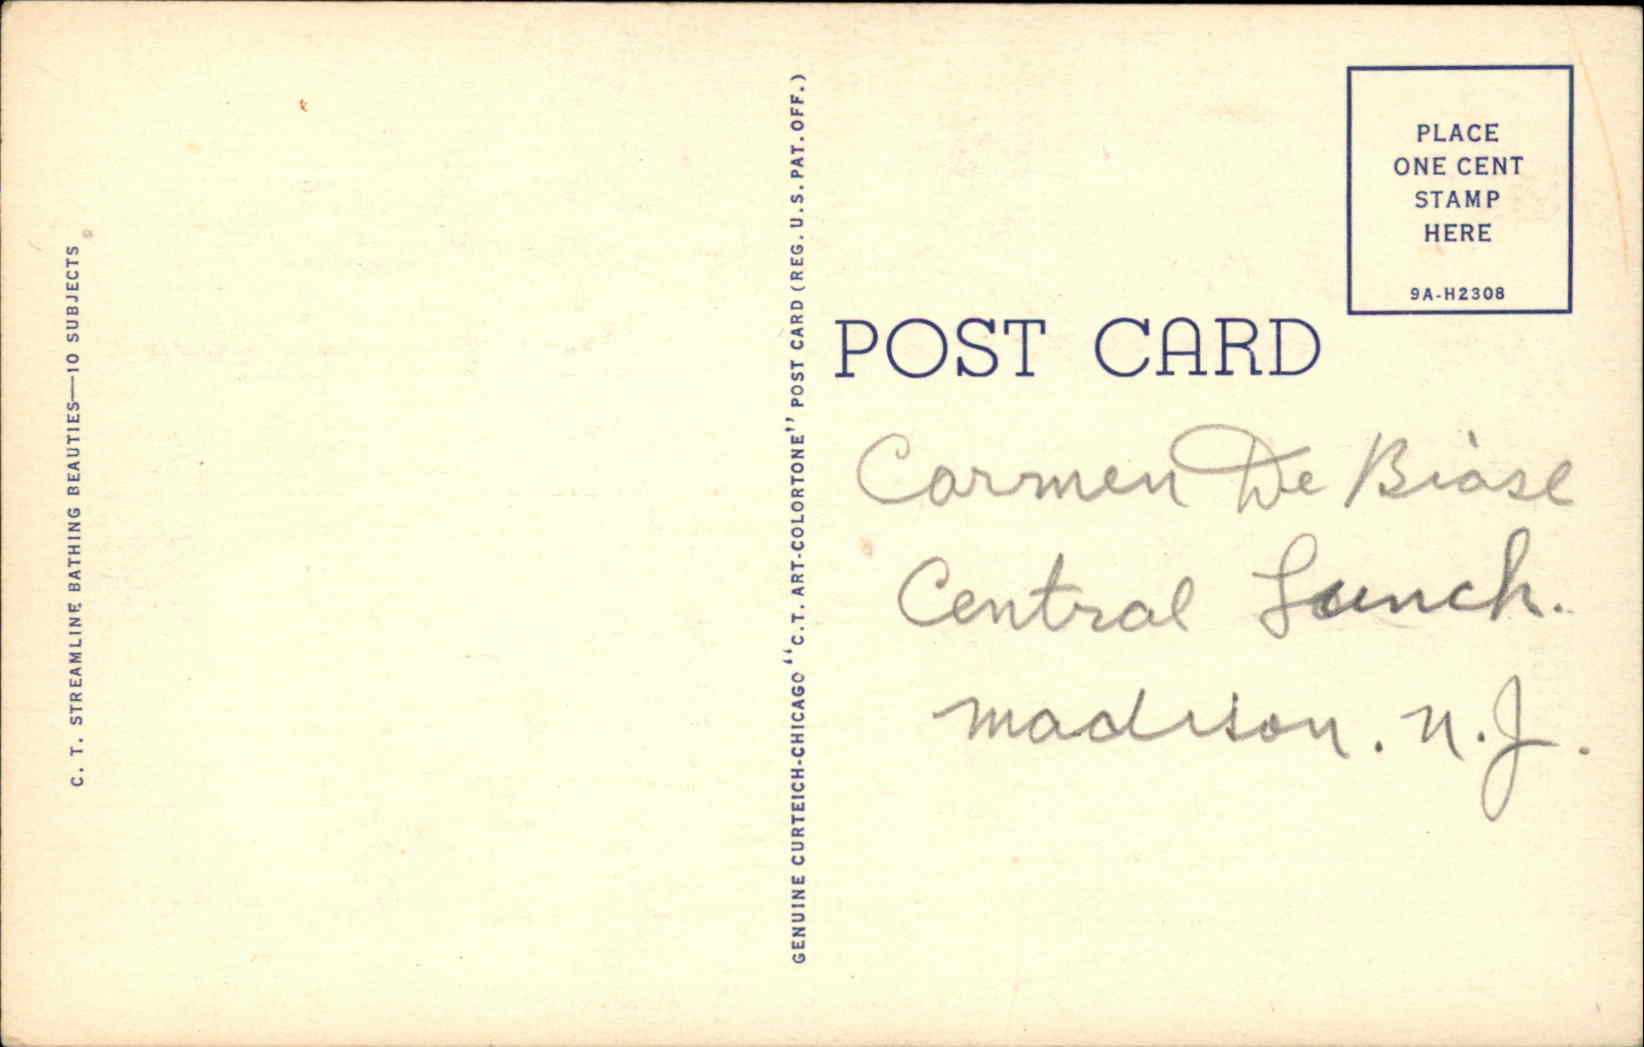 C. T. STREAMLINE BATHING BEAUTIES—10 SUBJECTS
GENUINE CURTEICH-CHICAGO "C.T. ART-COLORTONE" POST CARD (REG. U.S. PAT. OFF.)
PLACE
ONE CENT
STAMP
HERE
9A-H2308
POST CARD
Carmen De Biase
Central Lunch.
Madison. N.J.